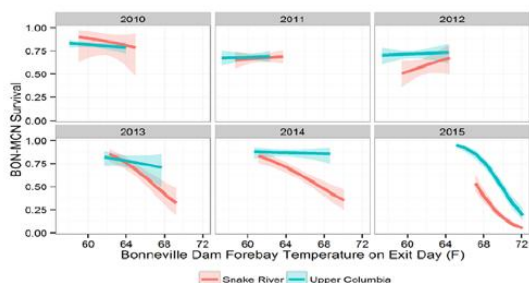 2010 2011 2012
1.00
0.75
0.50
0.25
0.00
BON-MCN Survival
2013 2014 2015
1.00
0.75
0.50
0.25
0.00
60 64 68 72 60 64 68 72 60 64 68 72
Bonneville Dam Forebay Temperature on Exit Day (F)
Snake River Upper Columbia